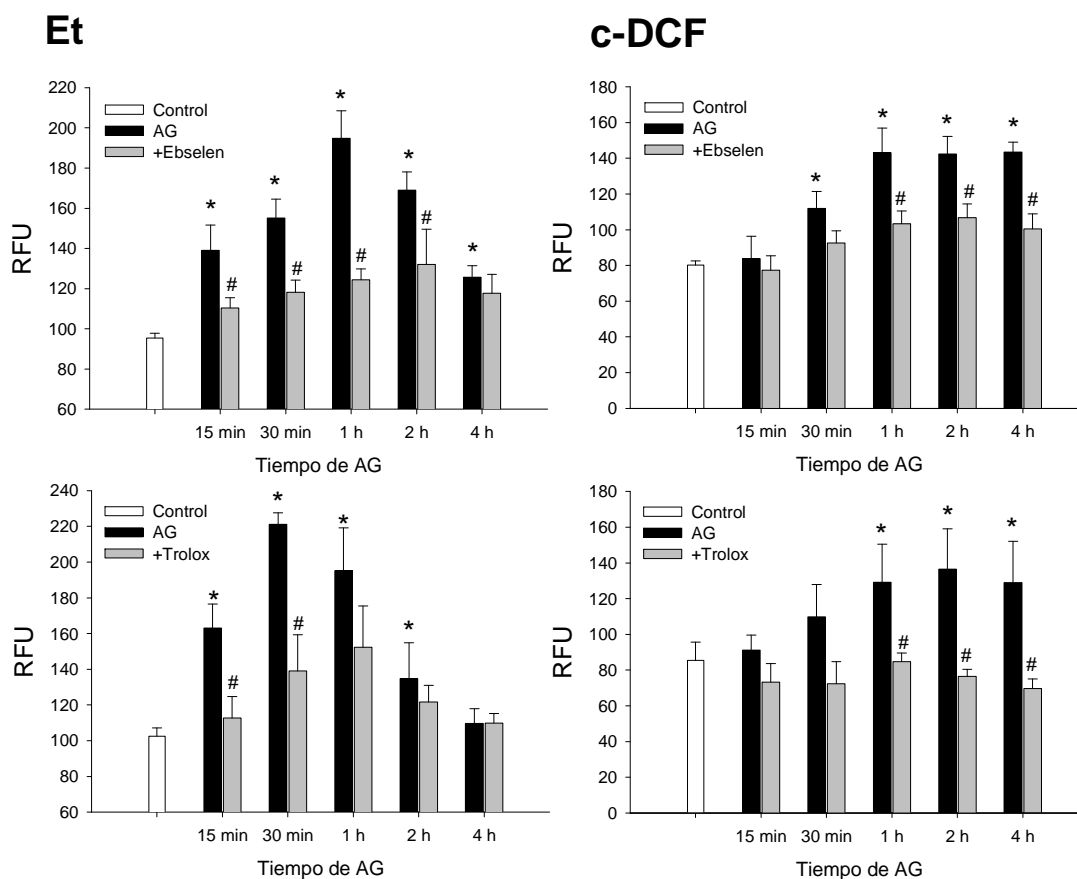 Et
c-DCF
220
200
180
160
140
120
100
80
60
RFU
Control
AG
+Ebselen
*
*
*
*
*
#
#
#
#
15 min
30 min
1 h
2 h
4 h
Tiempo de AG
180
160
140
120
100
80
60
40
20
0
RFU
Control
AG
+Ebselen
*
*
*
*
#
#
#
15 min
30 min
1 h
2 h
4 h
Tiempo de AG
240
220
200
180
160
140
120
100
80
60
RFU
Control
AG
+Trolox
*
*
*
*
#
#
15 min
30 min
1 h
2 h
4 h
Tiempo de AG
180
160
140
120
100
80
60
40
20
0
RFU
Control
AG
+Trolox
*
*
*
#
#
#
15 min
30 min
1 h
2 h
4 h
Tiempo de AG